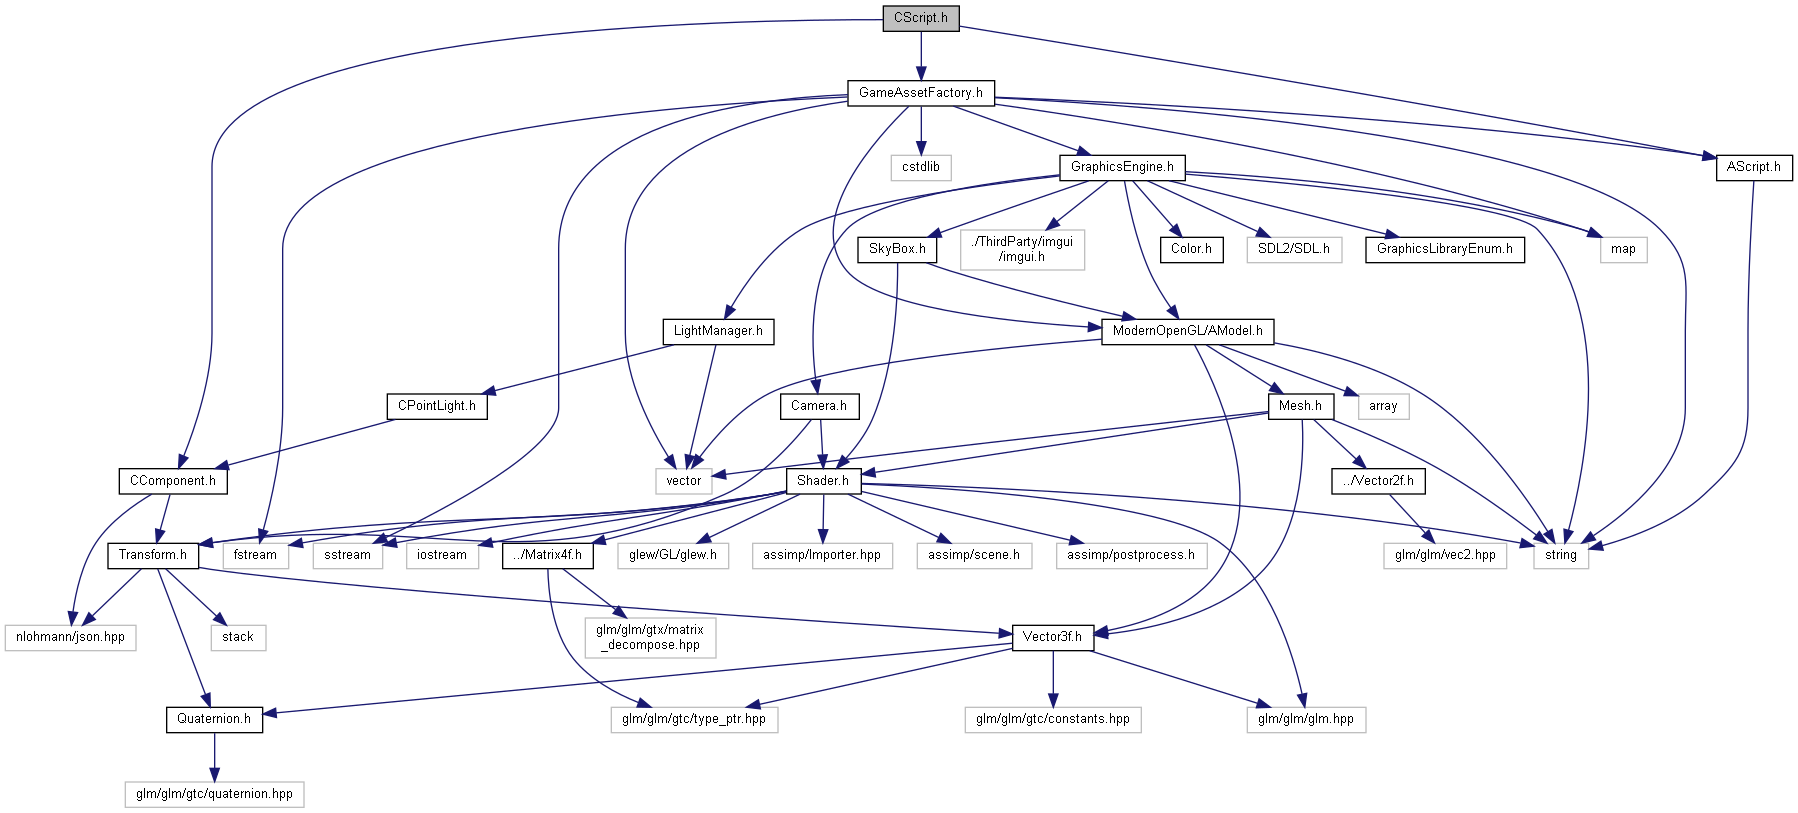 CScript.h
GameAssetFactory.h
cstdlib
GraphicsEngine.h
AScript.h
SkyBox.h
./ThirdParty/imgui
/imgui.h
Color.h
SDL2/SDL.h
GraphicsLibraryEnum.h
map
LightManager.h
ModernOpenGL/AModel.h
CPointLight.h
Camera.h
Mesh.h
array
CComponent.h
vector
Shader.h
../Vector2f.h
Transform.h
fstream
sstream
iostream
../Matrix4f.h
glew/GL/glew.h
assimp/Importer.hpp
assimp/scene.h
assimp/postprocess.h
glm/glm/vec2.hpp
string
nlohmann/json.hpp
stack
glm/glm/gtx/matrix
_decompose.hpp
Vector3f.h
Quaternion.h
glm/glm/gtc/type_ptr.hpp
glm/glm/gtc/constants.hpp
glm/glm/glm.hpp
glm/glm/gtc/quaternion.hpp